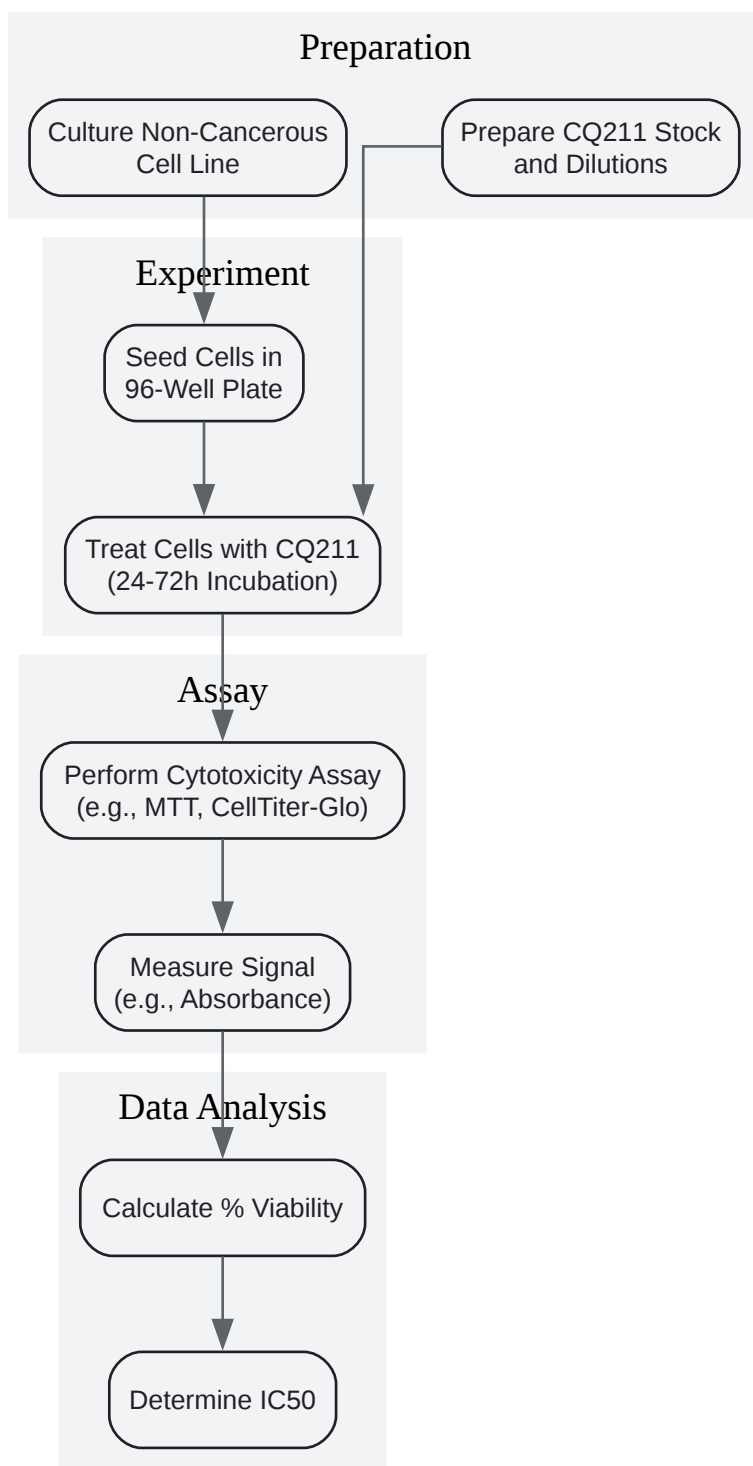 Preparation
Culture Non-Cancerous
Cell Line
Prepare CQ211 Stock
and Dilutions
Experiment
Seed Cells in
96-Well Plate
Treat Cells with CQ211
(24-72h Incubation)
Assay
Perform Cytotoxicity Assay
(e.g., MTT, CellTiter-Glo)
Measure Signal
(e.g., Absorbance)
Data Analysis
Calculate % Viability
Determine IC50